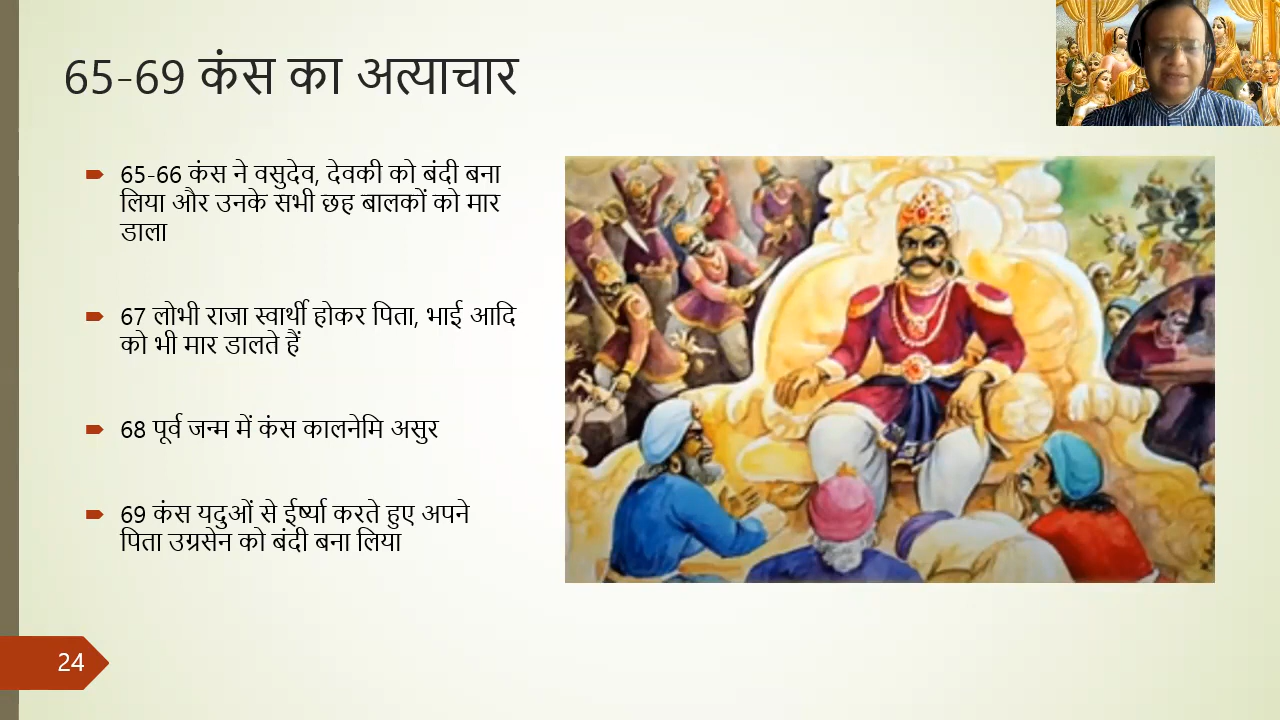 65-69 कंस का अत्याचार
65-66 कंस ने वसुदेव, देवकी को बंदी बना
लिया और उनके सभी छह बालकों को मार
डाला
67 लोभी राजा स्वार्थी होकर पिता, भाई आदि
को भी मार डालते हैं
68 पूर्व जन्म में कंस कालनेमि असुर
69 कंस यदुओं से ईर्ष्या करते हुए अपने
पिता उग्रसेन को बंदी बना लिया
24